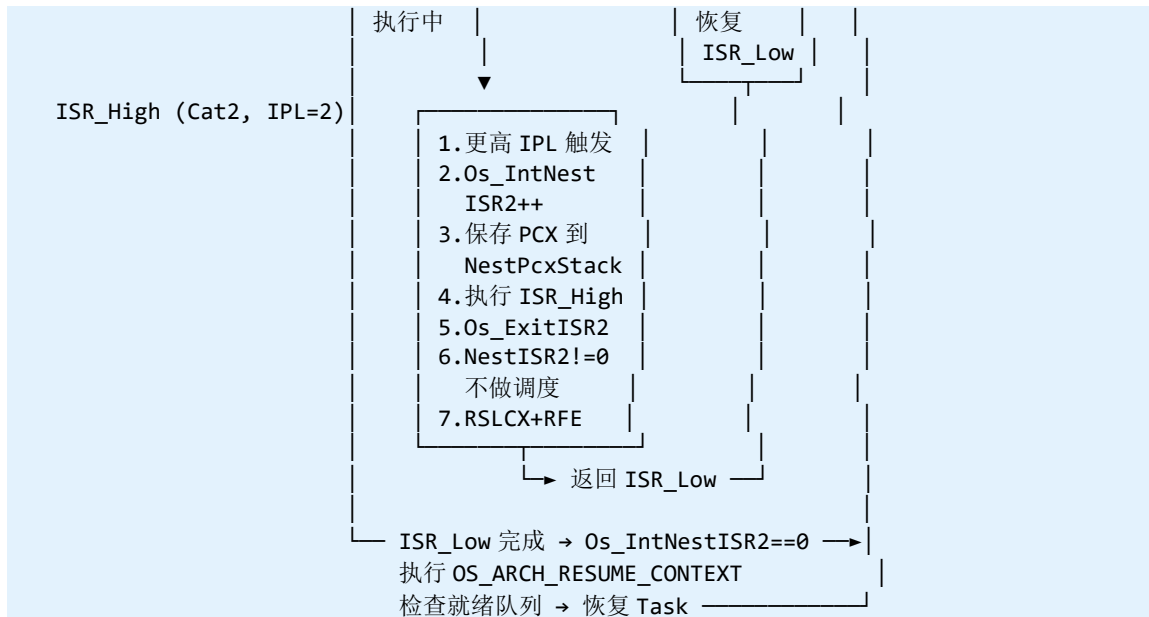 执行中 恢复
ISR_Low
ISR_High (Cat2, IPL=2)
1.更高 IPL 触发
2.Os_IntNest
ISR2++
3.保存 PCX 到
NestPcxStack
4.执行 ISR_High
5.Os_ExitISR2
6.NestISR2!=0
不做调度
7.RSLCX+RFE
返回 ISR_Low
ISR_Low 完成 → Os_IntNestISR2==0
执行 OS_ARCH_RESUME_CONTEXT
检查就绪队列 → 恢复 Task